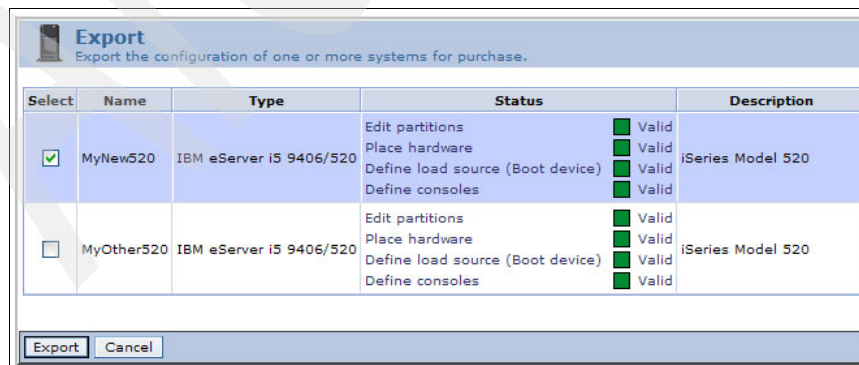 Export
Export the configuration of one or more systems for purchase.
Select Name Type Status Description
Edit partitions Valid
Place hardware Valid
MyNew520 IBM eServer i5 9406/520 Define load source (Boot device) Valid iSeries Model 520
Define consoles Valid
Edit partitions Valid
Place hardware Valid
MyOther520 IBM eServer i5 9406/520 Define load source (Boot device) Valid iSeries Model 520
Define consoles Valid
Export Cancel